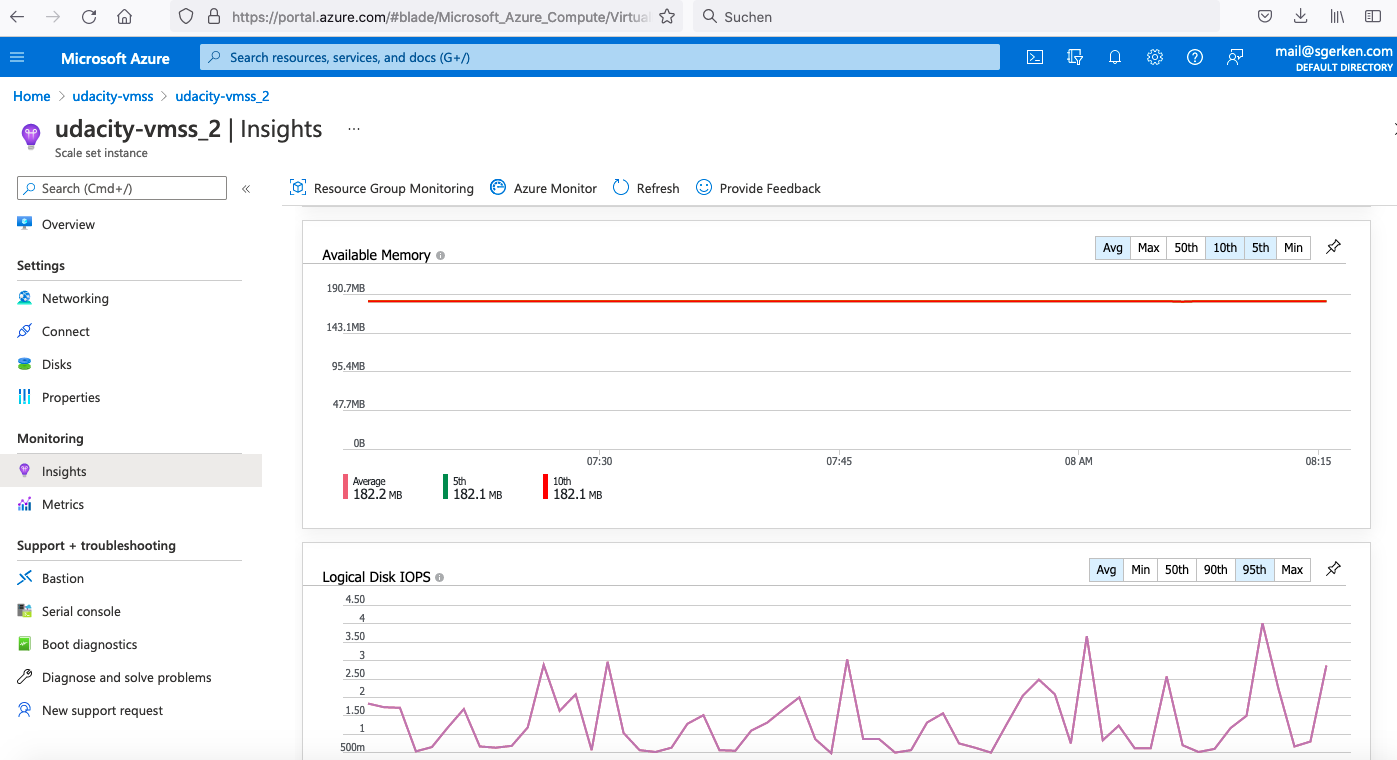 https://portal.azure.com/#blade/Microsoft_Azure_Compute/Virtual
Suchen
Microsoft Azure
Search resources, services, and docs (G+/)
mail@sgerken.com
DEFAULT DIRECTORY
Home > udacity-vmss > udacity-vmss_2
udacity-vmss_2 | Insights ...
Scale set instance
Search (Cmd+/)
«
Resource Group Monitoring
Azure Monitor
Refresh
Provide Feedback
Overview
Settings
Networking
Connect
Disks
Properties
Monitoring
Insights
Metrics
Support + troubleshooting
Bastion
Serial console
Boot diagnostics
Diagnose and solve problems
New support request
Available Memory
Avg Max 50th 10th 5th Min
190.7MB
143.1MB
95.4MB
47.7MB
0B
07:30 07:45 08 AM 08:15
Average 5th 10th
182.2 MB 182.1 MB 182.1 MB
Logical Disk IOPS
Avg Min 50th 90th 95th Max
4.50
4
3.50
3
2.50
2
1.50
1
500m